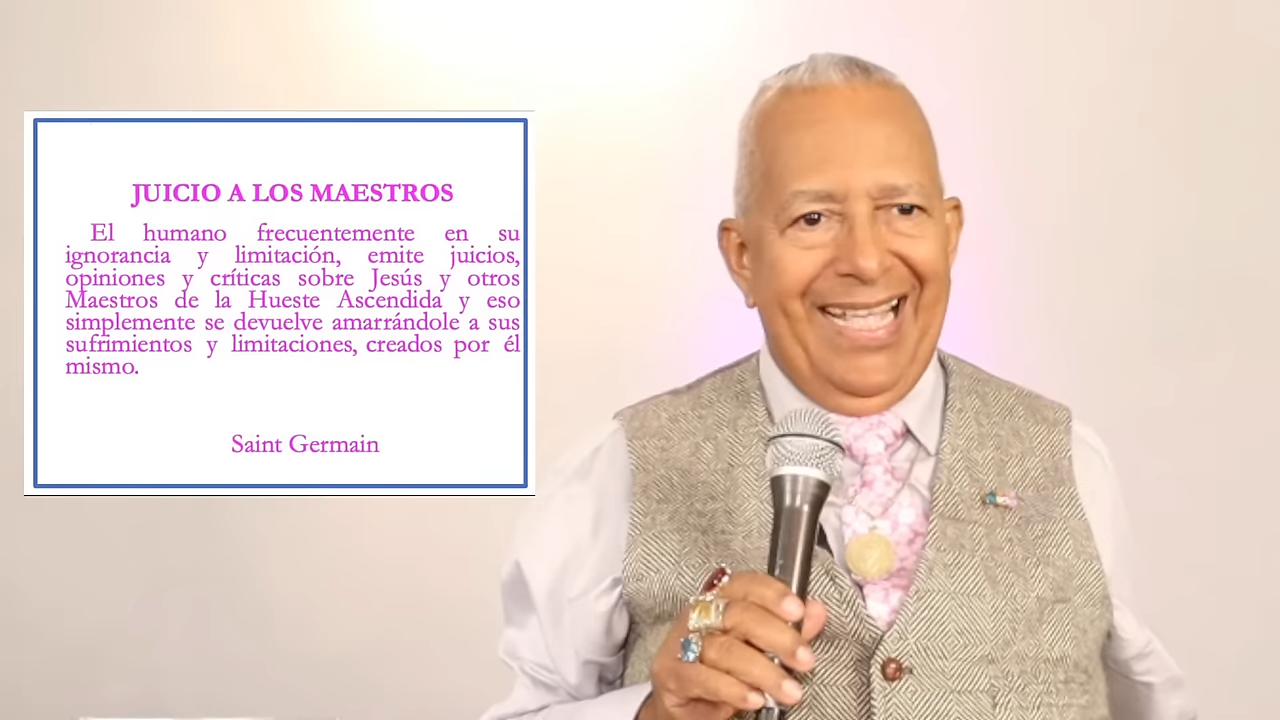 JUICIO A LOS MAESTROS
El humano frecuentemente en su
ignorancia y limitación, emite juicios,
opiniones y críticas sobre Jesús y otros
Maestros de la Hueste Ascendida y eso
simplemente se devuelve amarrándole a sus
sufrimientos y limitaciones, creados por él
mismo.
Saint Germain